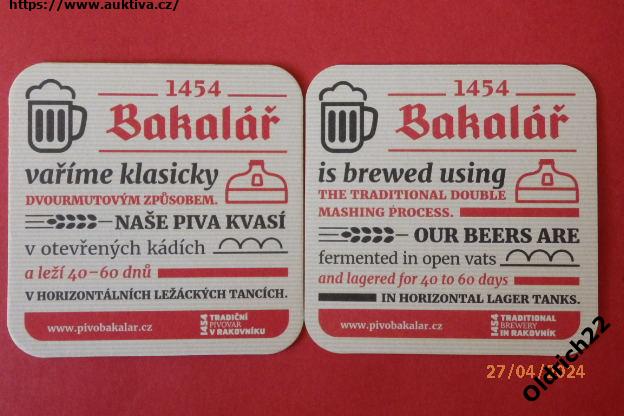 https://www.auktiva.cz/
1454
Bakalář
vaříme klasicky
DVOURMUTOVÝM ZPŮSOBEM.
NAŠE PIVA KVASÍ
v otevřených kádích
a leží 40–60 dnů
V HORIZONTÁLNÍCH LEŽÁCKÝCH TANCÍCH.
www.pivobakalar.cz
1454
TRADIČNÍ
PIVOVAR
V RAKOVNÍKU
1454
Bakalář
is brewed using
THE TRADITIONAL DOUBLE
MASHING PROCESS.
OUR BEERS ARE
fermented in open vats
and lagered for 40 to 60 days
IN HORIZONTAL LAGER TANKS.
www.pivobakalar.cz
1454
TRADITIONAL
BREWERY
IN RAKOVNÍK
27/04/2024
Oldrich22